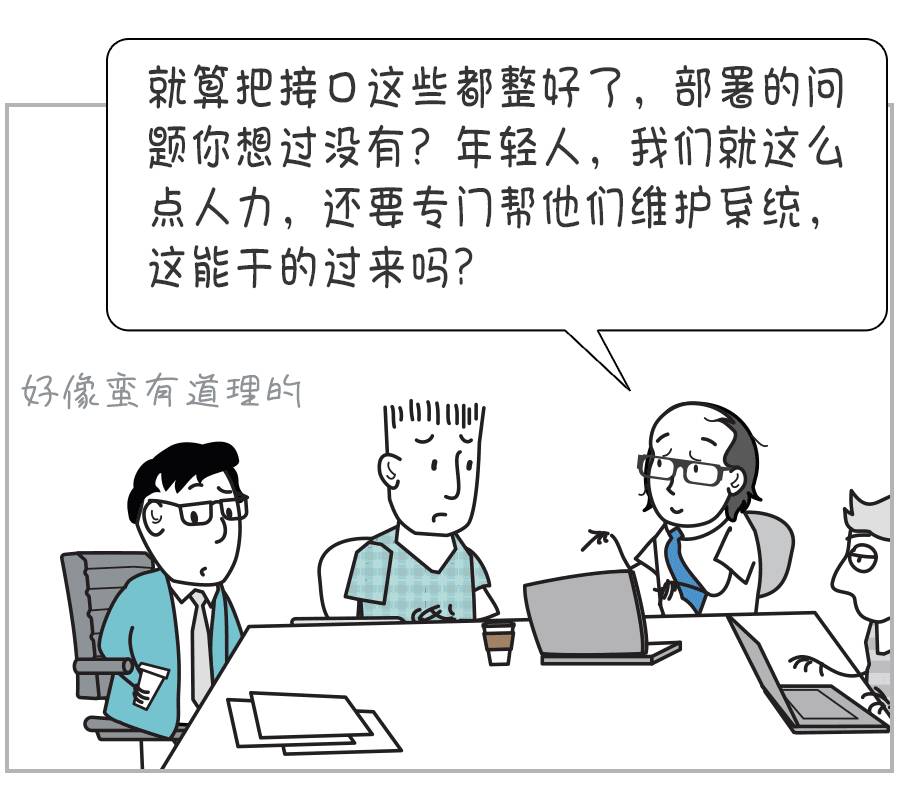 就算把接口这些都整好了，部署的问
题你想过没有？年轻人，我们就这么
点人力，还要专门帮他们维护系统，
这能干的过来吗？
好像蛮有道理的